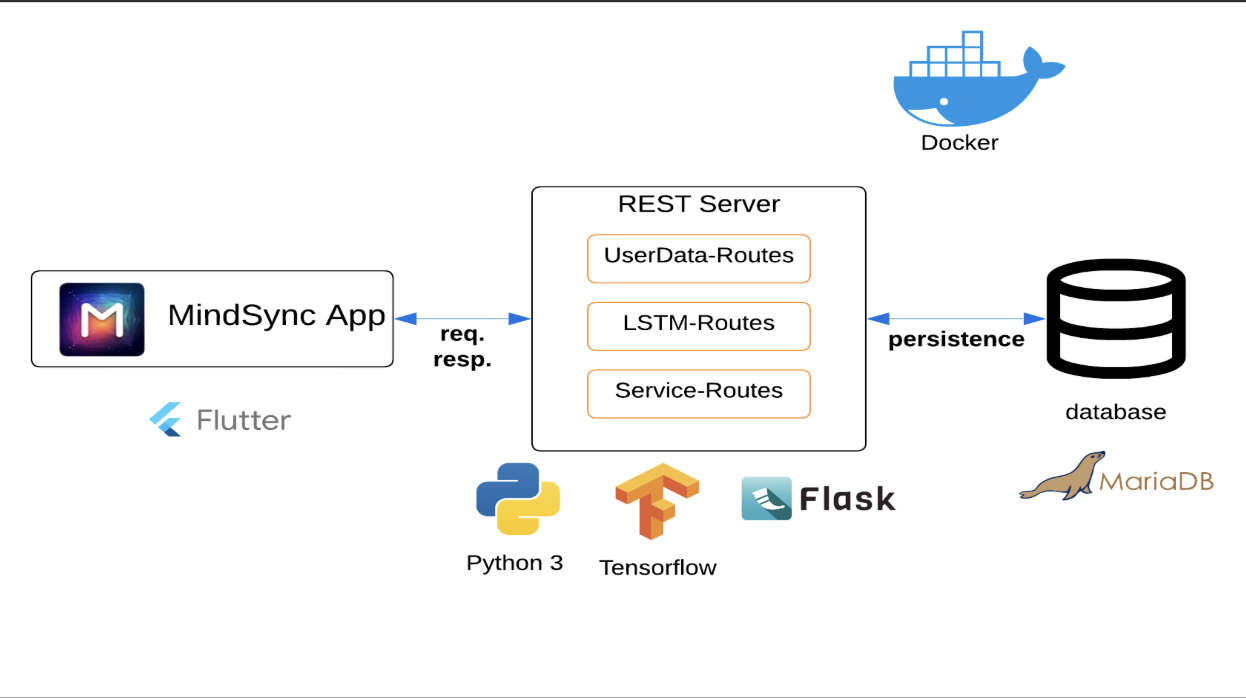 Docker
REST Server
UserData-Routes
LSTM-Routes
Service-Routes
M
MindSync App
req.
resp.
persistence
database
Flutter
Python 3
Tensorflow
Flask
MariaDB